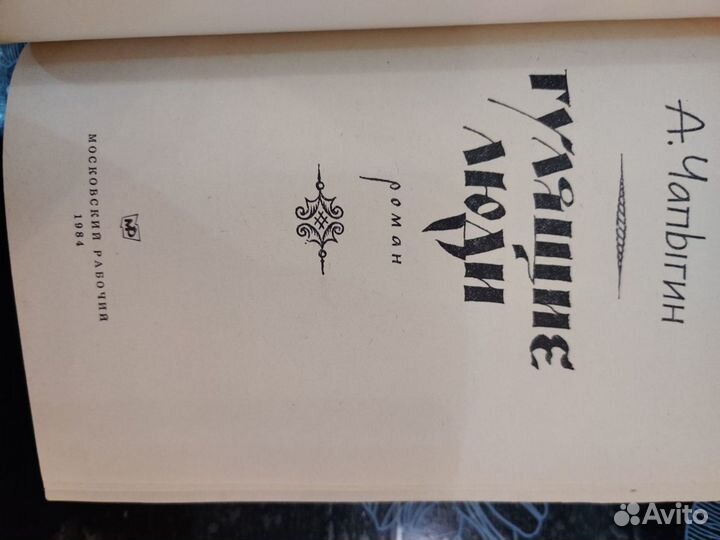 А. Чапыгин
ГУЛЯЩИЕ
ЛЮДИ
роман
МОСКОВСКИЙ РАБОЧИЙ
1984
Avito